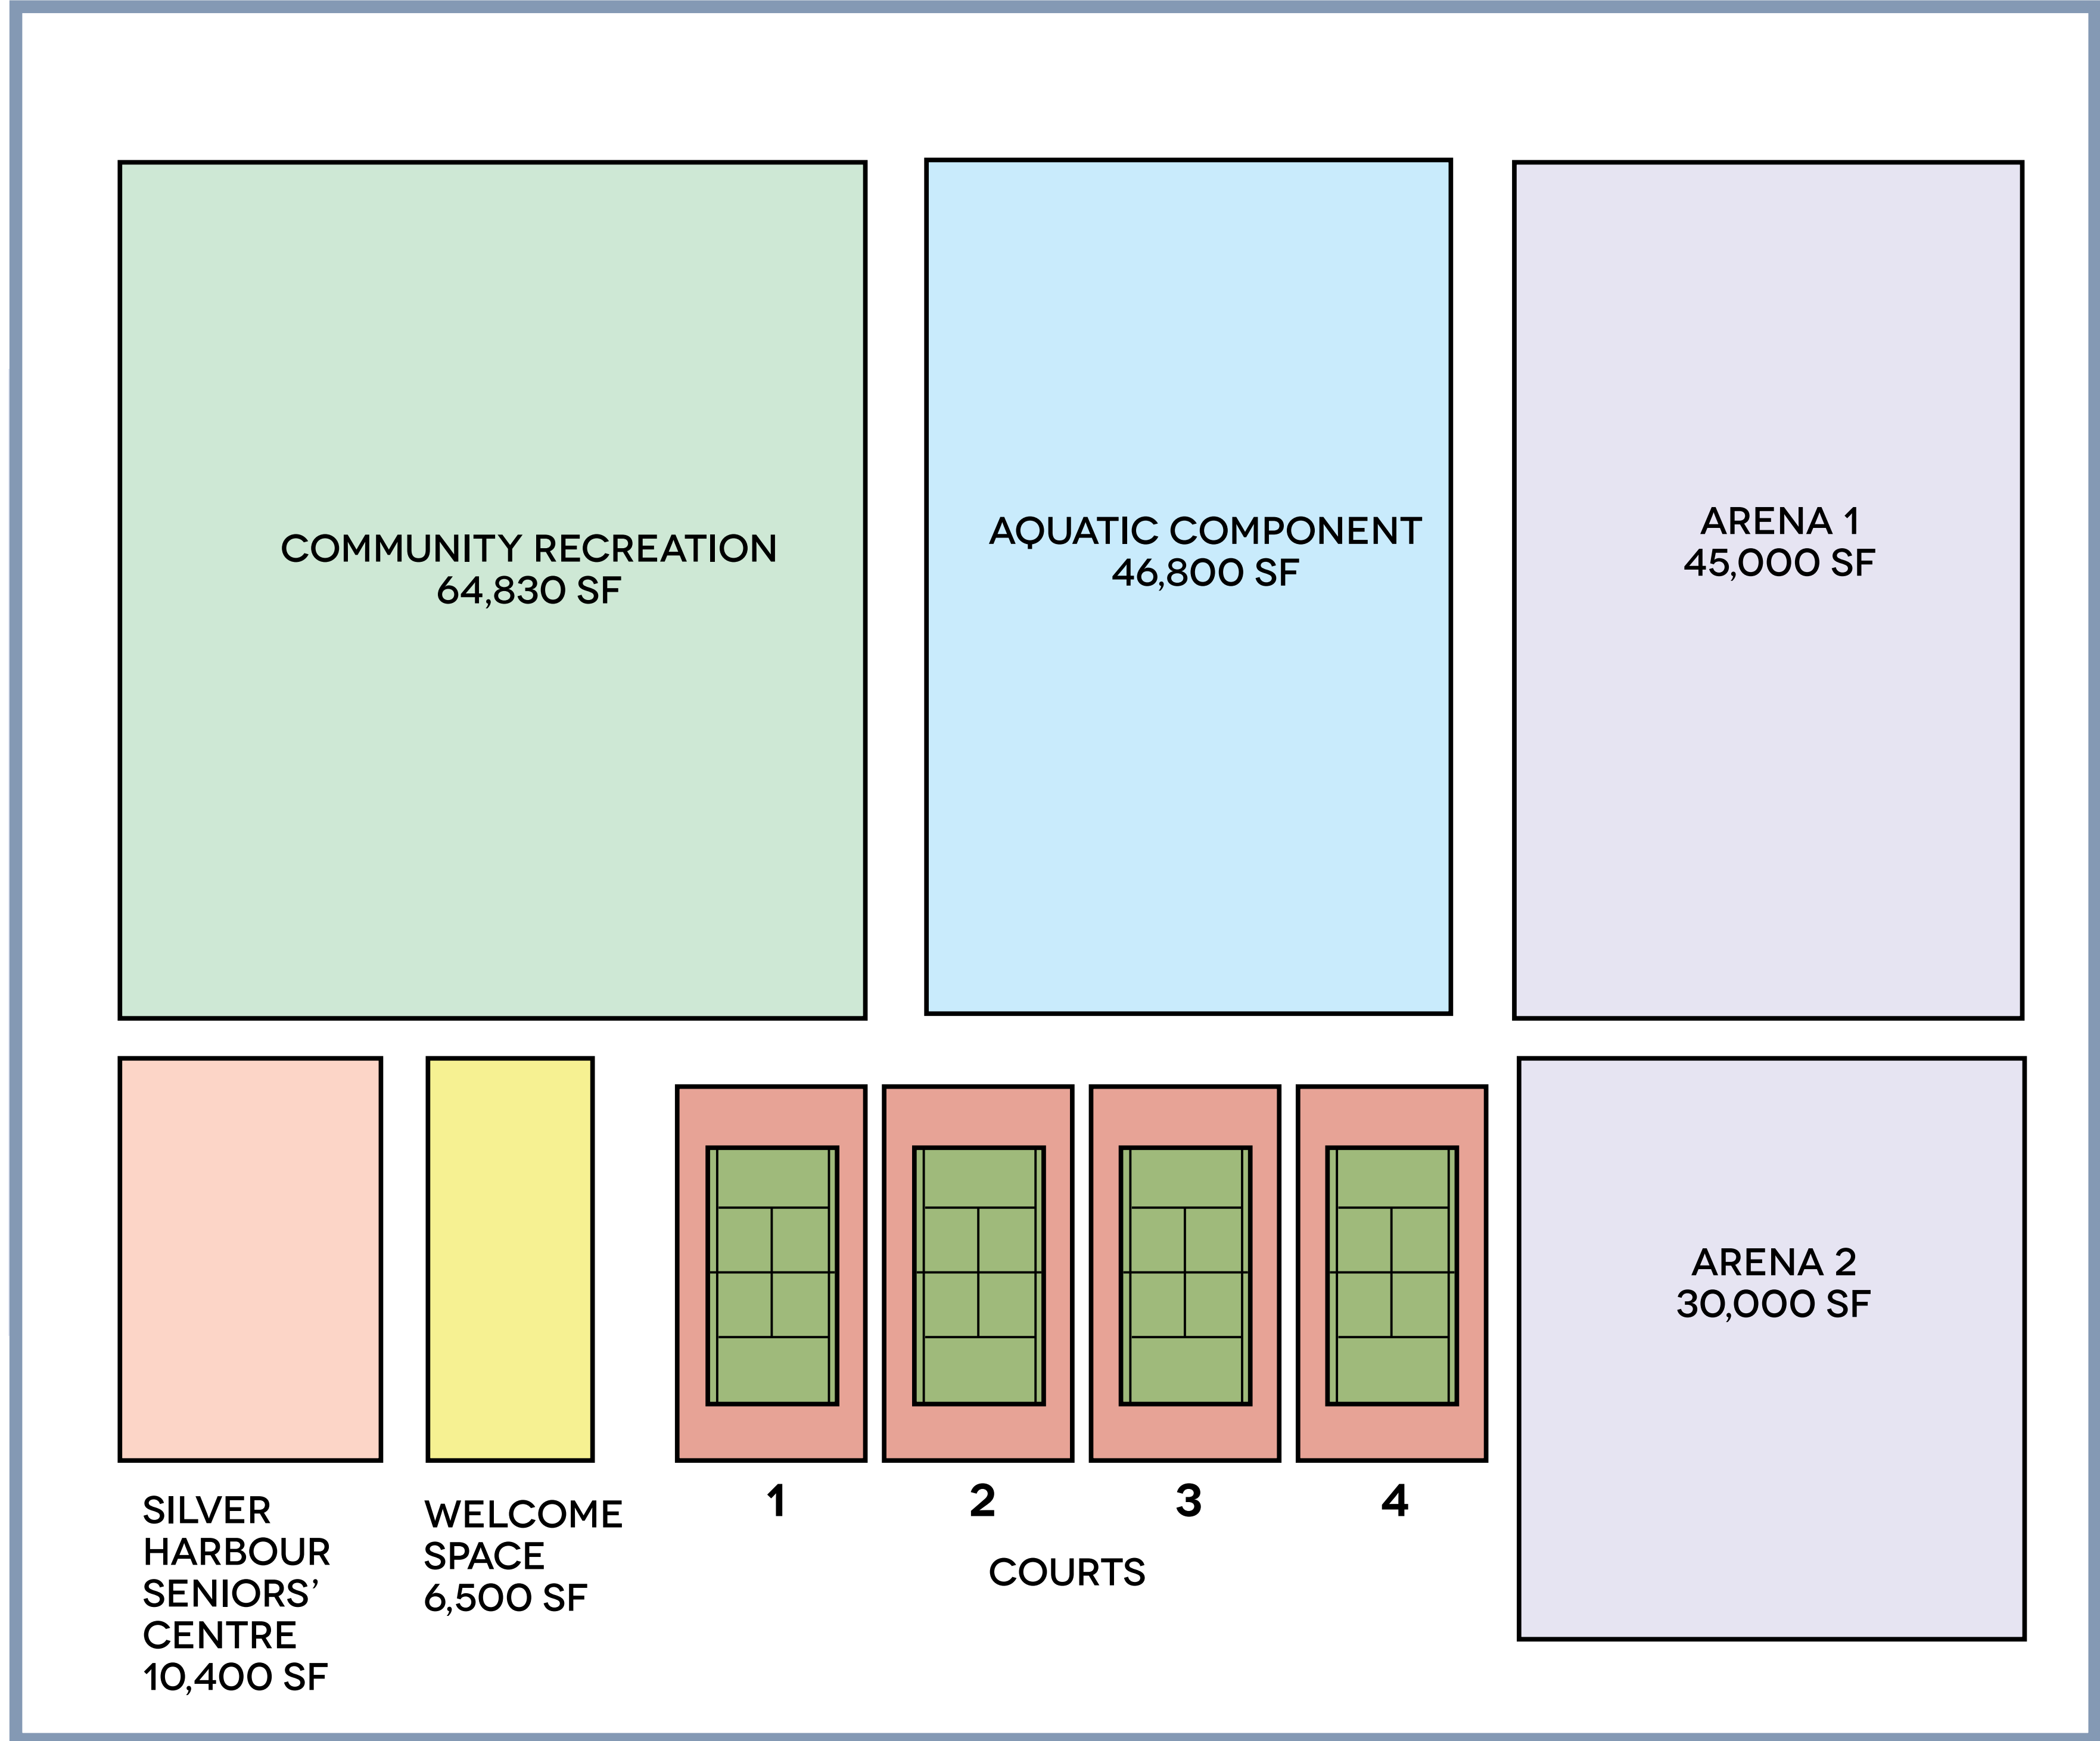 COMMUNITY RECREATION
64,830 SF
AQUATIC COMPONENT
46,800 SF
ARENA 1
45,000 SF
ARENA 2
30,000 SF
SILVER
HARBOUR
SENIORS’
CENTRE
10,400 SF
WELCOME
SPACE
6,500 SF
1
2
3
4
COURTS